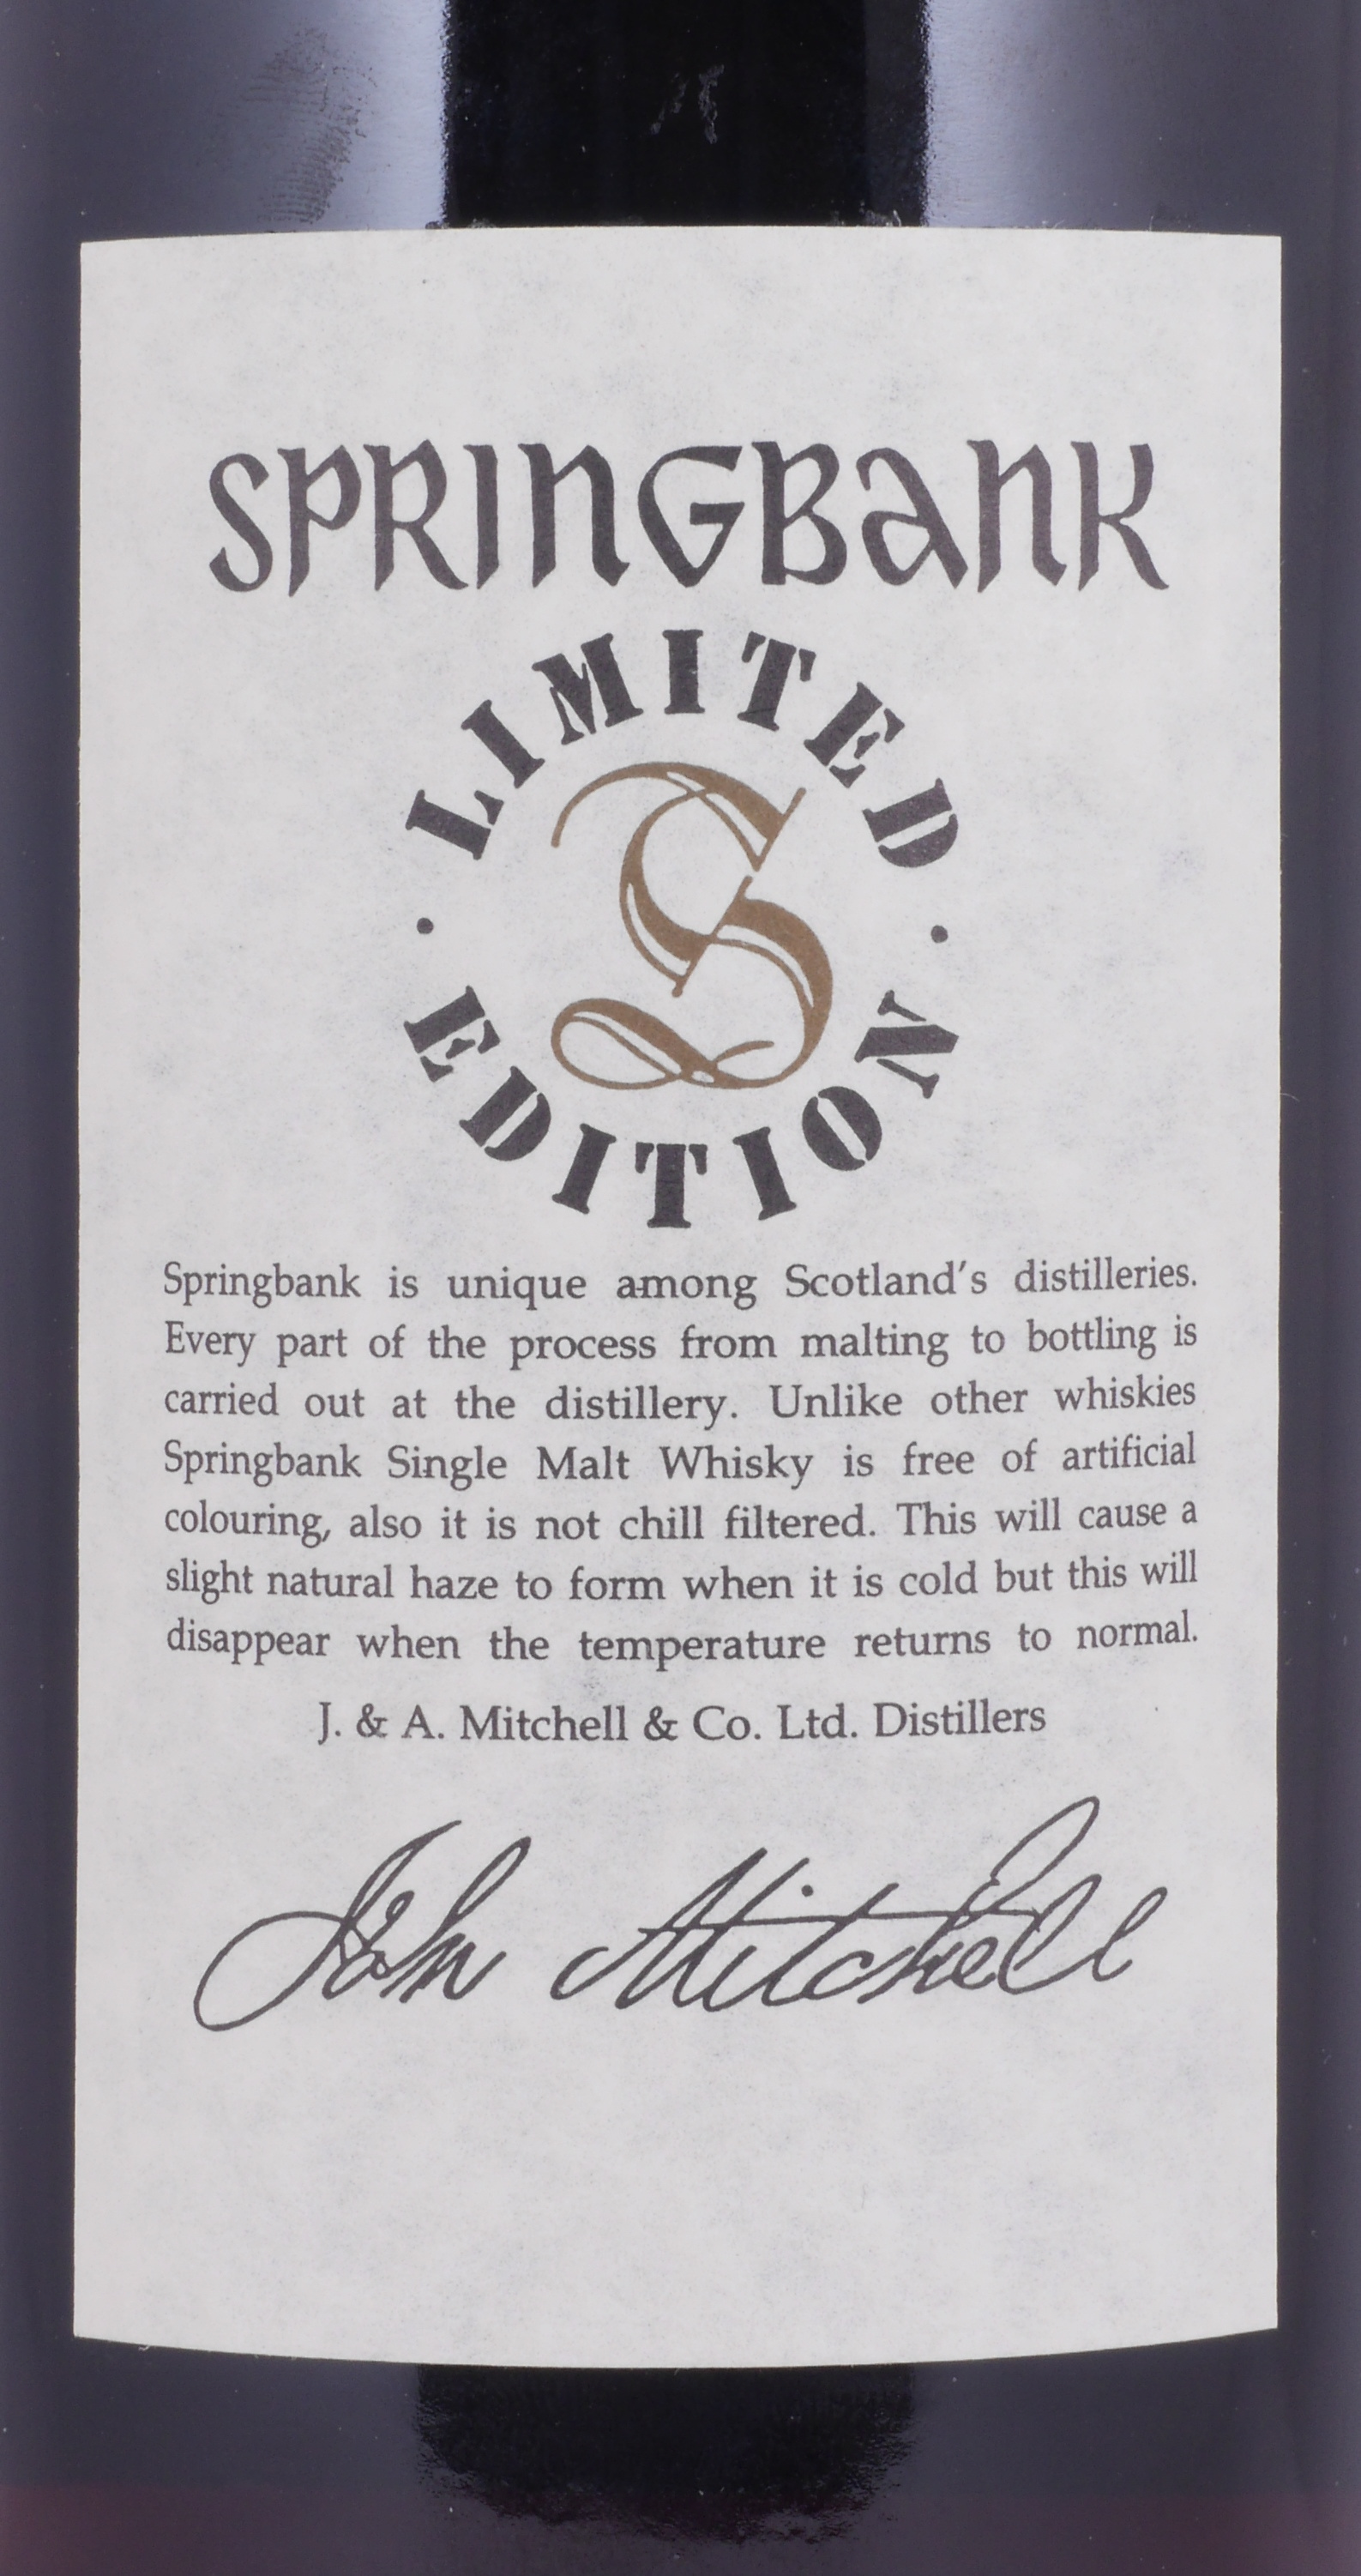 SPRINGBANK
· LIMITED ·
S
EDITION
Springbank is unique among Scotland's distilleries.
Every part of the process from malting to bottling is
carried out at the distillery. Unlike other whiskies
Springbank Single Malt Whisky is free of artificial
colouring, also it is not chill filtered. This will cause a
slight natural haze to form when it is cold but this will
disappear when the temperature returns to normal.
J. & A. Mitchell & Co. Ltd. Distillers
John Mitchell